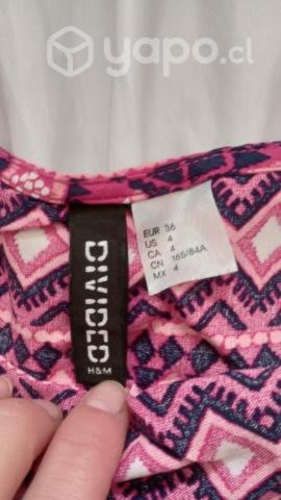 yapo.cl
DIVIDED
H&M
EUR 36
US 4
CA 4
CN 165/84A
MX 4